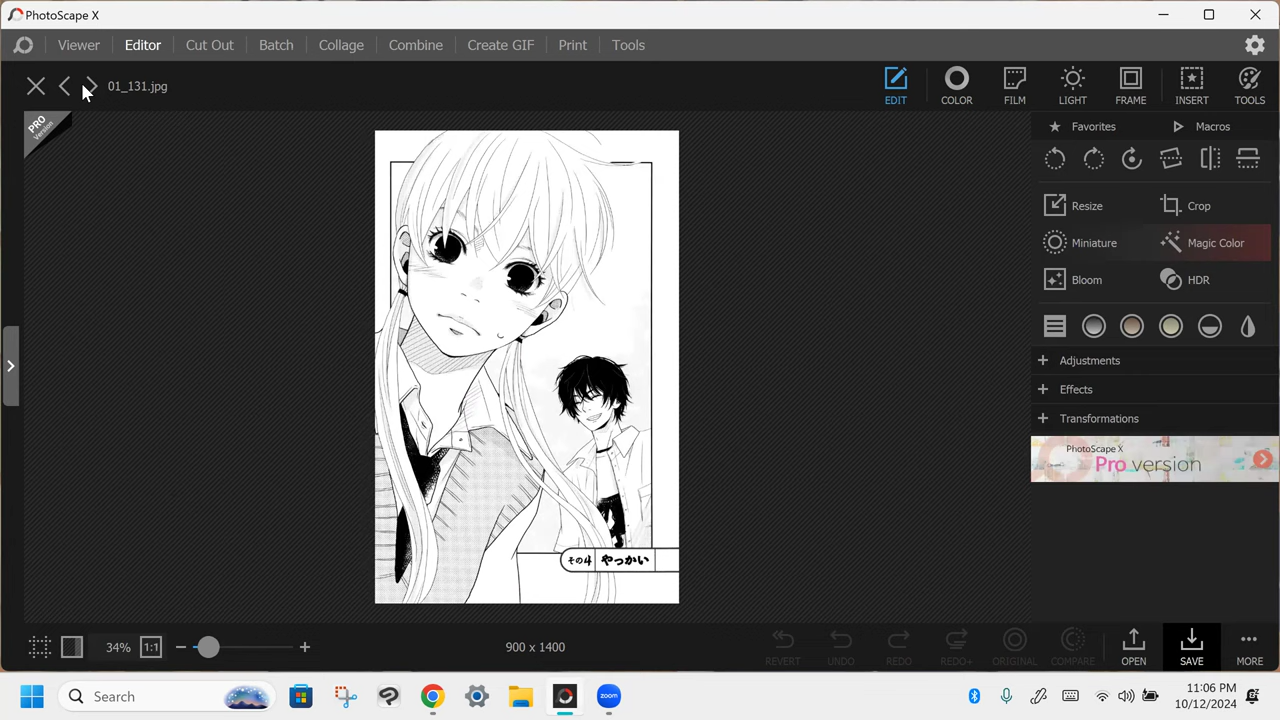 PhotoScape X
Viewer Editor Cut Out Batch Collage Combine Create GIF Print Tools
01_131.jpg
EDIT COLOR FILM LIGHT FRAME INSERT TOOLS
PRO
Version
Favorites Macros
Resize Crop
Miniature Magic Color
Bloom HDR
Adjustments
Effects
Transformations
PhotoScape X
Pro version
その4 やっかい
34% 1:1 900 x 1400
REVERT UNDO REDO REDO+ ORIGINAL COMPARE OPEN SAVE MORE
Search zoom
11:06 PM
10/12/2024